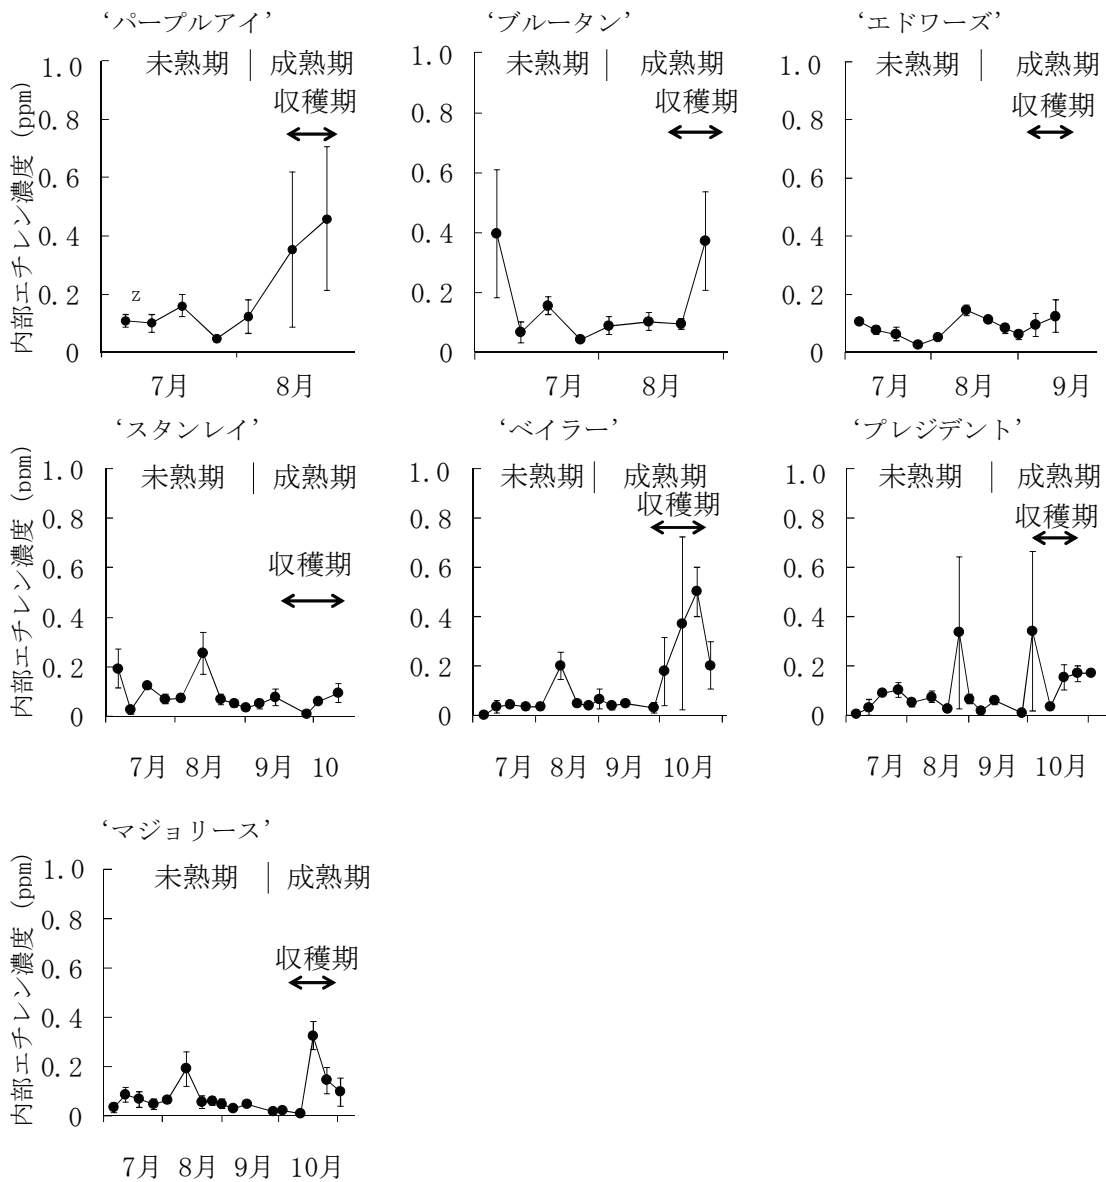 ‘パープルアイ’
未熟期 | 成熟期
収穫期
内部エチレン濃度 (ppm)
1.0
0.8
0.6
0.4
0.2
0
z
7月 8月
‘ブルータン’
未熟期 | 成熟期
収穫期
1.0
0.8
0.6
0.4
0.2
0
7月 8月
‘エドワーズ’
未熟期 | 成熟期
収穫期
1.0
0.8
0.6
0.4
0.2
0
7月 8月 9月
‘スタンレイ’
未熟期 | 成熟期
収穫期
内部エチレン濃度 (ppm)
1.0
0.8
0.6
0.4
0.2
0
7月 8月 9月 10
‘ベイラー’
未熟期 | 成熟期
収穫期
1.0
0.8
0.6
0.4
0.2
0
7月 8月 9月 10月
‘プレジデント’
未熟期 | 成熟期
収穫期
1.0
0.8
0.6
0.4
0.2
0
7月 8月 9月 10月
‘マジョリース’
未熟期 | 成熟期
収穫期
内部エチレン濃度 (ppm)
1.0
0.8
0.6
0.4
0.2
0
7月 8月 9月 10月